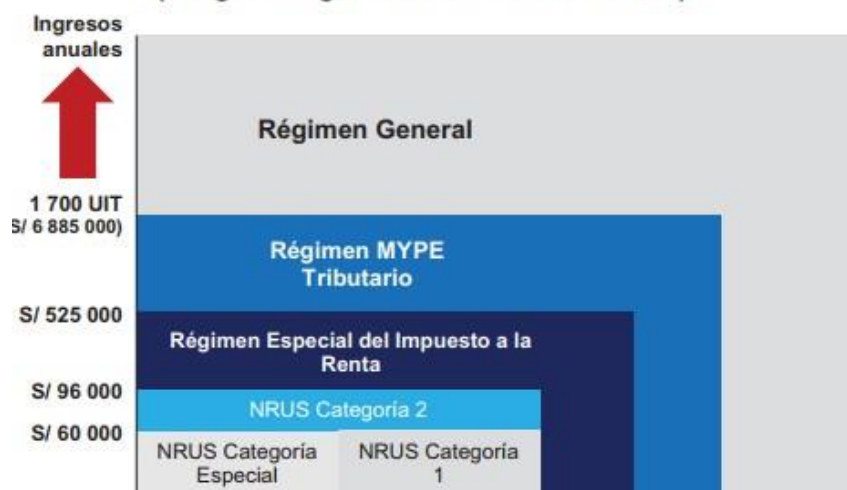 Ingresos
anuales
Régimen General
1 700 UIT
S/ 6 885 000)
Régimen MYPE
Tributario
S/ 525 000
Régimen Especial del Impuesto a la
Renta
S/ 96 000
NRUS Categoría 2
S/ 60 000
NRUS Categoría
Especial
NRUS Categoría
1